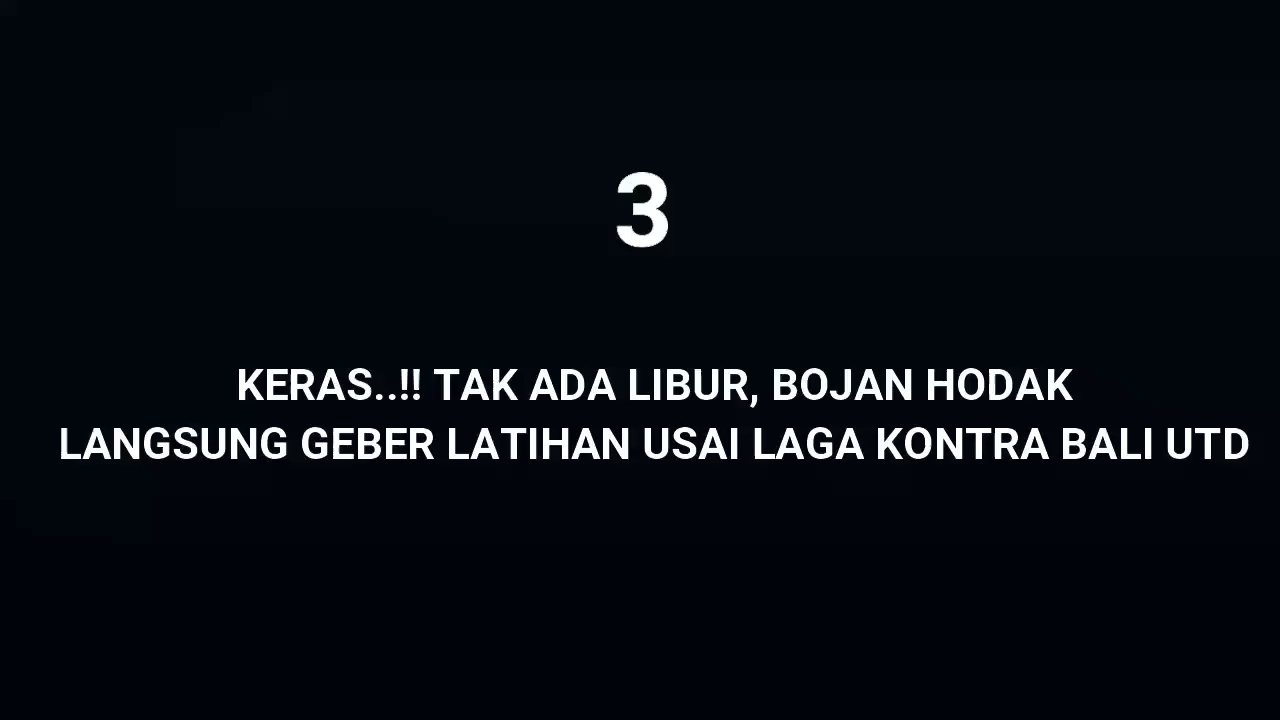 3
KERAS..!! TAK ADA LIBUR, BOJAN HODAK
LANGSUNG GEBER LATIHAN USAI LAGA KONTRA BALI UTD